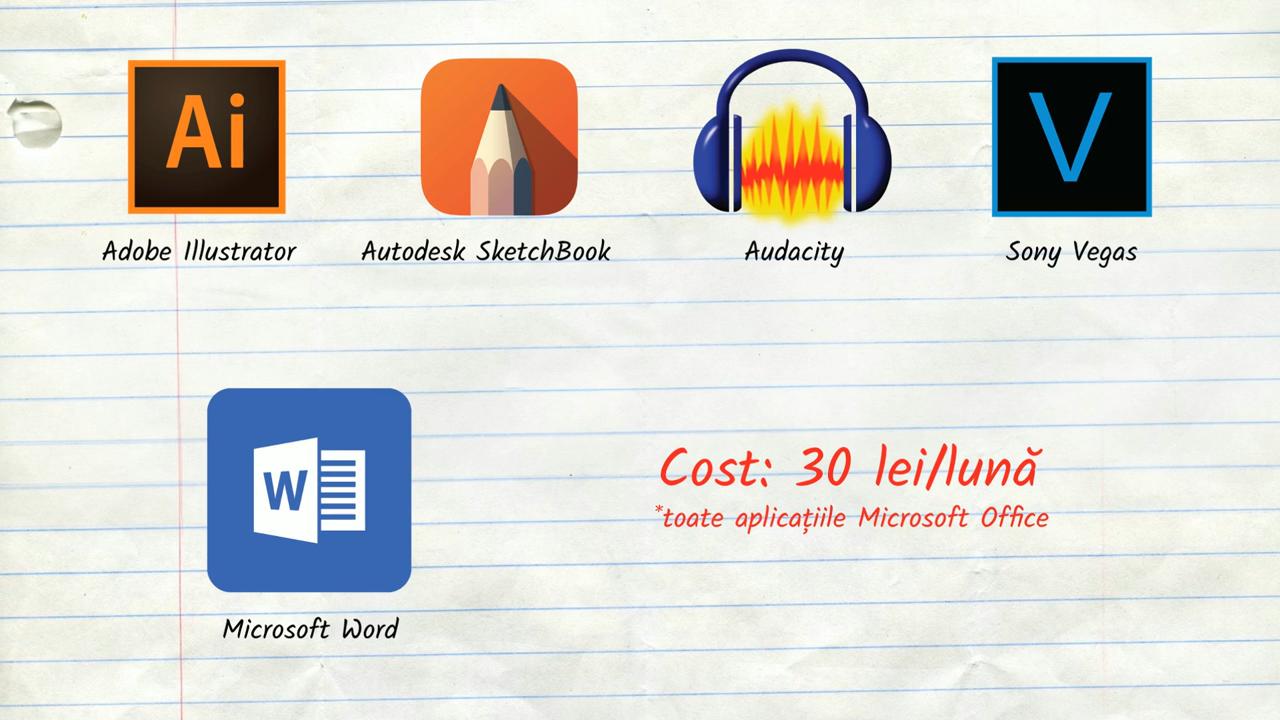 Ai
V
Adobe Illustrator
Autodesk SketchBook
Audacity
Sony Vegas
W
Cost: 30 lei/lună
*toate aplicațiile Microsoft Office
Microsoft Word